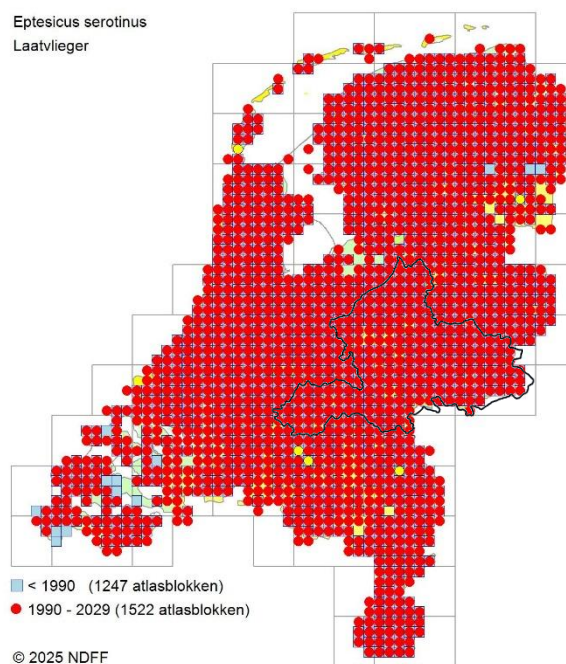 Eptesicus serotinus
Laatvlieger
< 1990 (1247 atlasblokken)
1990 - 2029 (1522 atlasblokken)
© 2025 NDFF